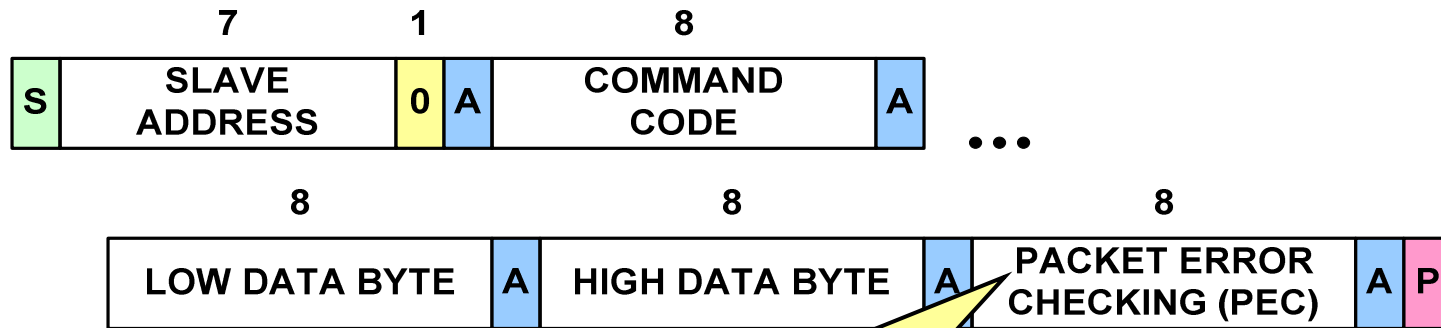 7 1 8
S SLAVE ADDRESS 0 A COMMAND CODE A
...
8 8 8
LOW DATA BYTE A HIGH DATA BYTE A PACKET ERROR CHECKING (PEC) A P